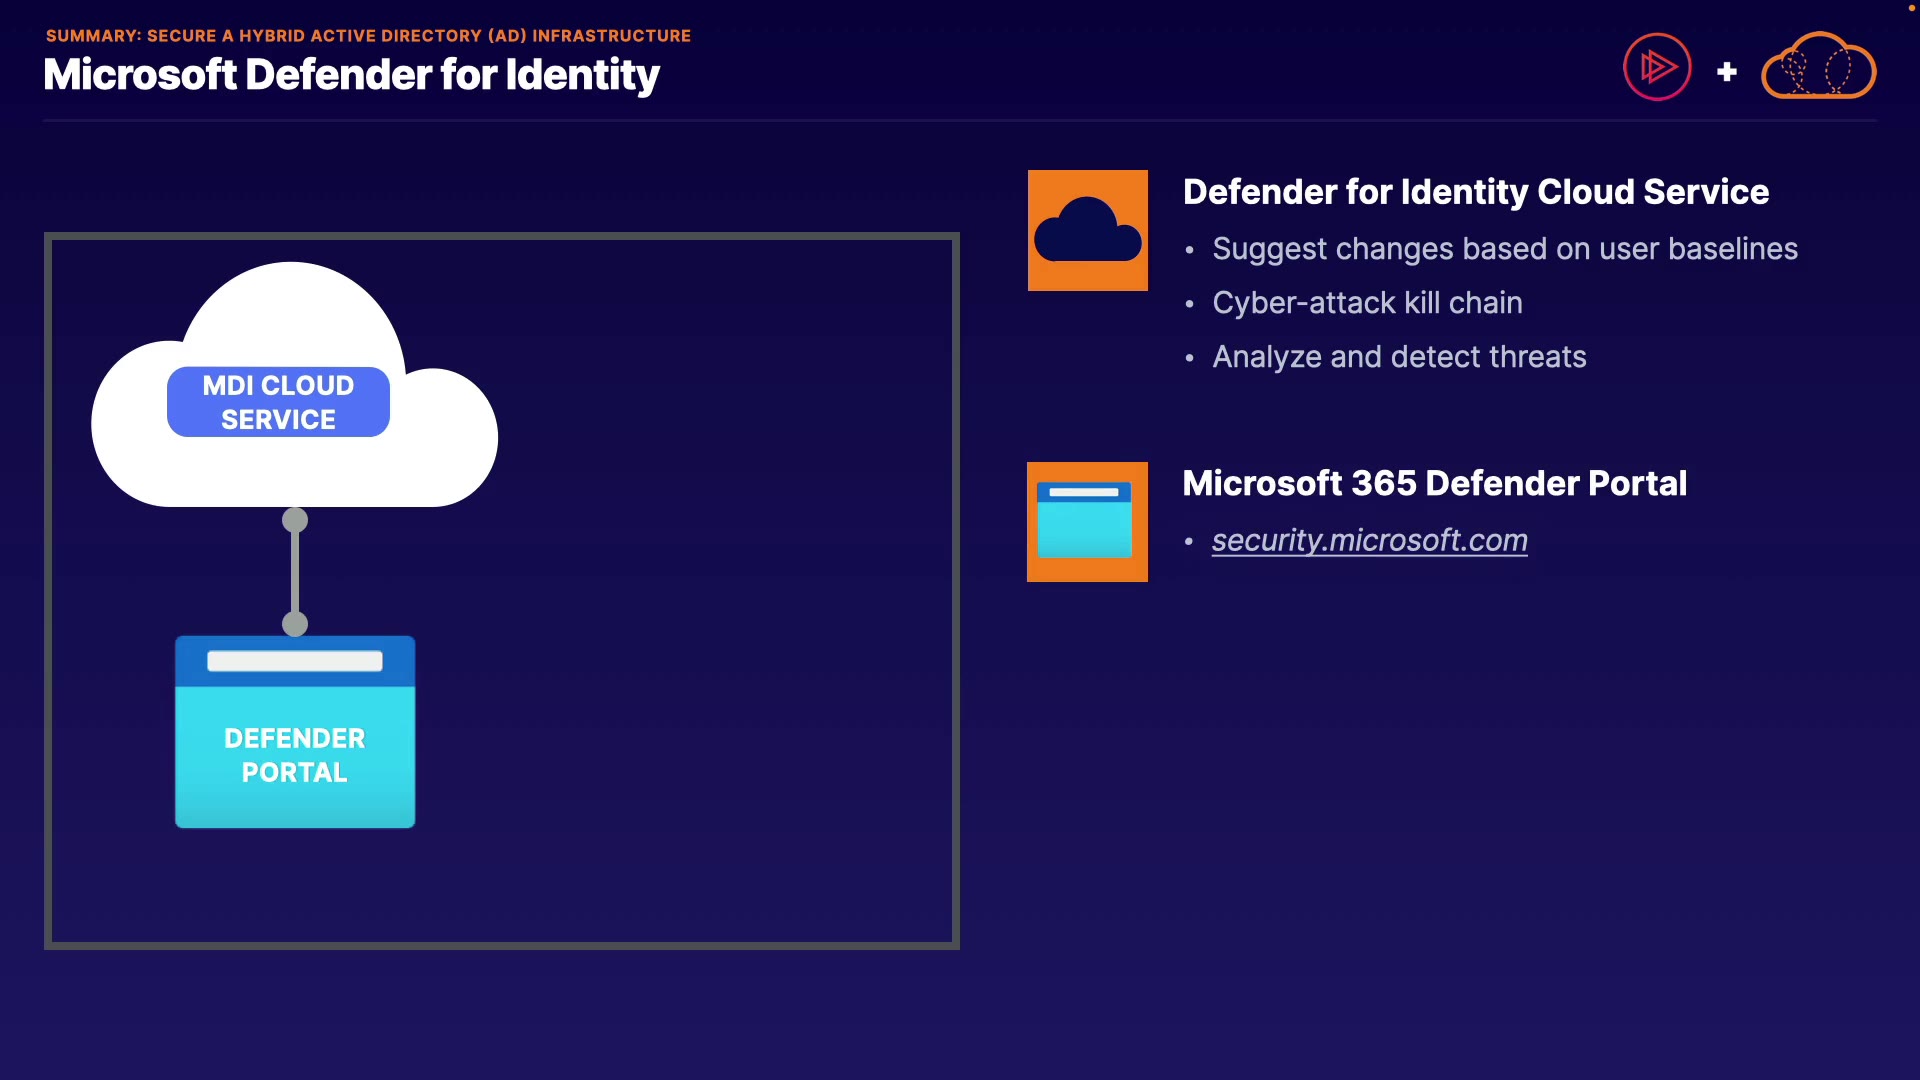 SUMMARY: SECURE A HYBRID ACTIVE DIRECTORY (AD) INFRASTRUCTURE
Microsoft Defender for Identity
MDI CLOUD
SERVICE
DEFENDER
PORTAL
Defender for Identity Cloud Service
• Suggest changes based on user baselines
• Cyber-attack kill chain
• Analyze and detect threats
Microsoft 365 Defender Portal
• security.microsoft.com